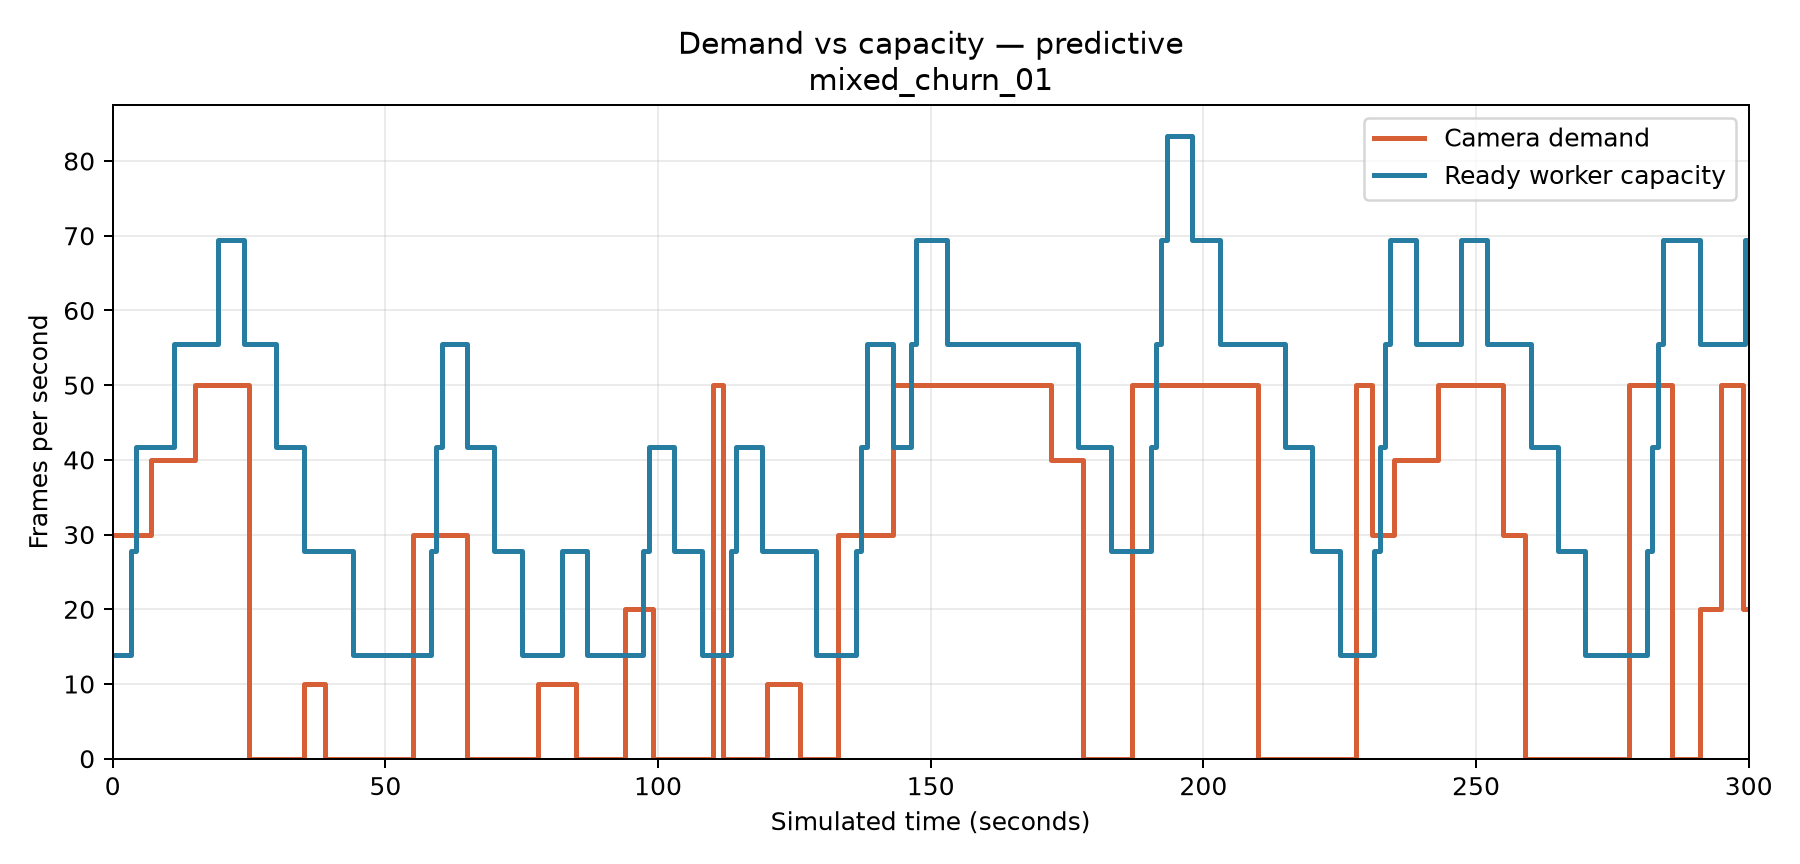 Demand vs capacity — predictive
mixed_churn_01
Camera demand
Ready worker capacity
Frames per second
80
70
60
50
40
30
20
10
0
0 50 100 150 200 250 300
Simulated time (seconds)